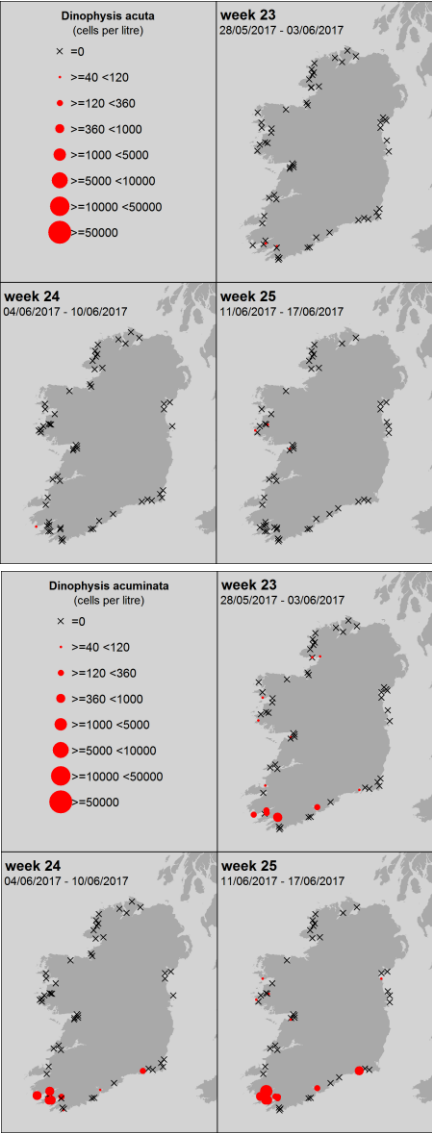 Dinophysis acuta
(cells per litre)
=0
>=40 <120
>=120 <360
>=360 <1000
>=1000 <5000
>=5000 <10000
>=10000 <50000
>=50000
week 23
28/05/2017 - 03/06/2017
week 24
04/06/2017 - 10/06/2017
week 25
11/06/2017 - 17/06/2017
Dinophysis acuminata
(cells per litre)
=0
>=40 <120
>=120 <360
>=360 <1000
>=1000 <5000
>=5000 <10000
>=10000 <50000
>=50000
week 23
28/05/2017 - 03/06/2017
week 24
04/06/2017 - 10/06/2017
week 25
11/06/2017 - 17/06/2017